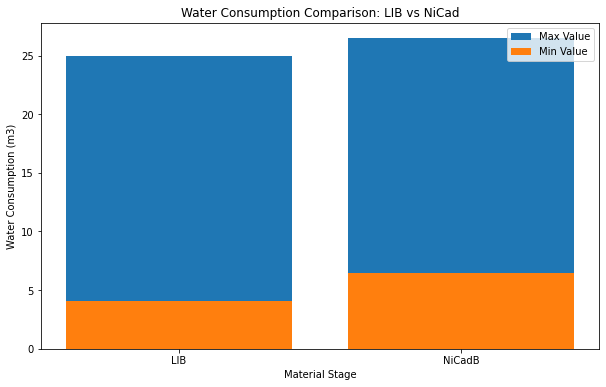 Water Consumption Comparison: LIB vs NiCad
Max Value
Min Value
Water Consumption (m3)
25
20
15
10
5
0
LIB
NiCadB
Material Stage